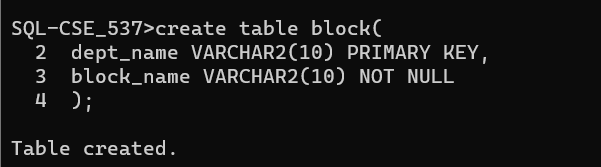 SQL-CSE_537>create table block(
2 dept_name VARCHAR2(10) PRIMARY KEY,
3 block_name VARCHAR2(10) NOT NULL
4 );
Table created.